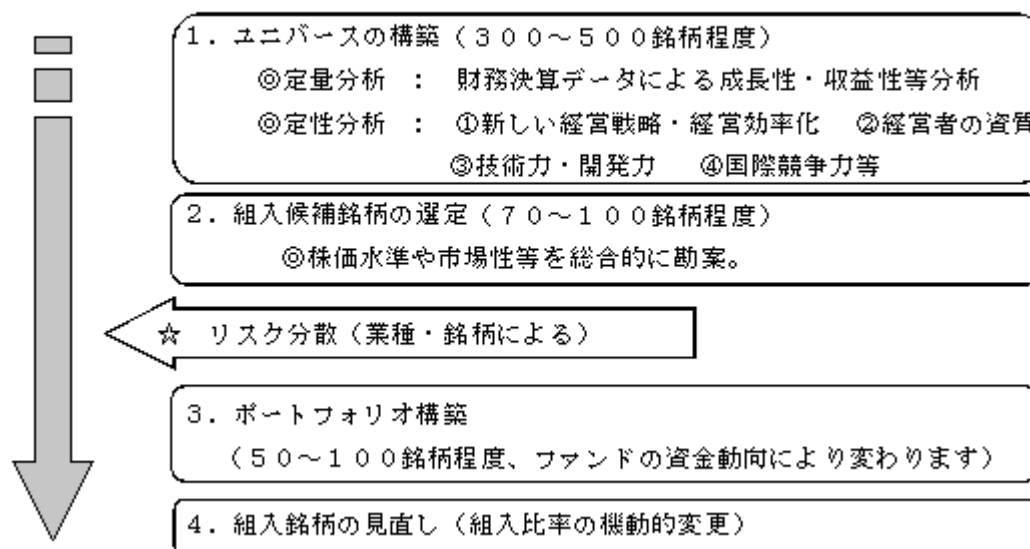 1．ユニバースの構築（３００～５００銘柄程度）
◎定量分析　：　財務決算データによる成長性・収益性等分析
◎定性分析　：　①新しい経営戦略・経営効率化　②経営者の資質
③技術力・開発力　④国際競争力等
2．組入候補銘柄の選定（７０～１００銘柄程度）
◎株価水準や市場性等を総合的に勘案。
☆　リスク分散（業種・銘柄による）
3．ポートフォリオ構築
（５０～１００銘柄程度、ファンドの資金動向により変わります）
4．組入銘柄の見直し（組入比率の機動的変更）